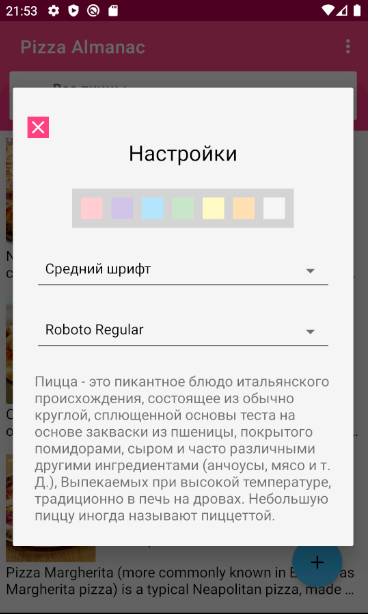 21:53
Pizza Almanac
Настройки
Средний шрифт
Roboto Regular
Пицца - это пикантное блюдо итальянского
происхождения, состоящее из обычно
круглой, сплющенной основы теста на
основе закваски из пшеницы, покрытого
помидорами, сыром и часто различными
другими ингредиентами (анчоусы, мясо и т.
Д.), Выпекаемых при высокой температуре,
традиционно в печь на дровах. Небольшую
пиццу иногда называют пиццеттой.
Pizza Margherita (more commonly known in E as
Margherita pizza) is a typical Neapolitan pizza, made ...